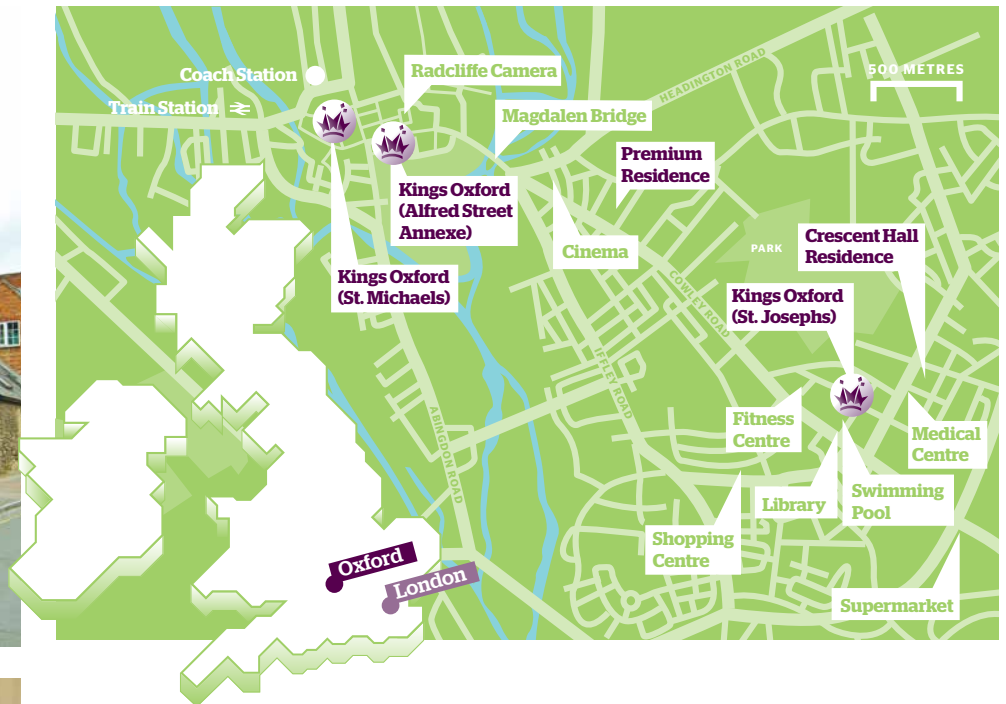 500 METRES
HEADINGTON ROAD
Coach Station
Radcliffe Camera
Train Station
Magdalen Bridge
Premium
Residence
Kings Oxford
(Alfred Street
Annexe)
Cinema
PARK
Crescent Hall
Residence
Kings Oxford
(St. Michaels)
COWLEY ROAD
Kings Oxford
(St. Josephs)
IFFLEY ROAD
ABINGDON ROAD
Fitness
Centre
Medical
Centre
Library
Swimming
Pool
Shopping
Centre
Supermarket
Oxford
London